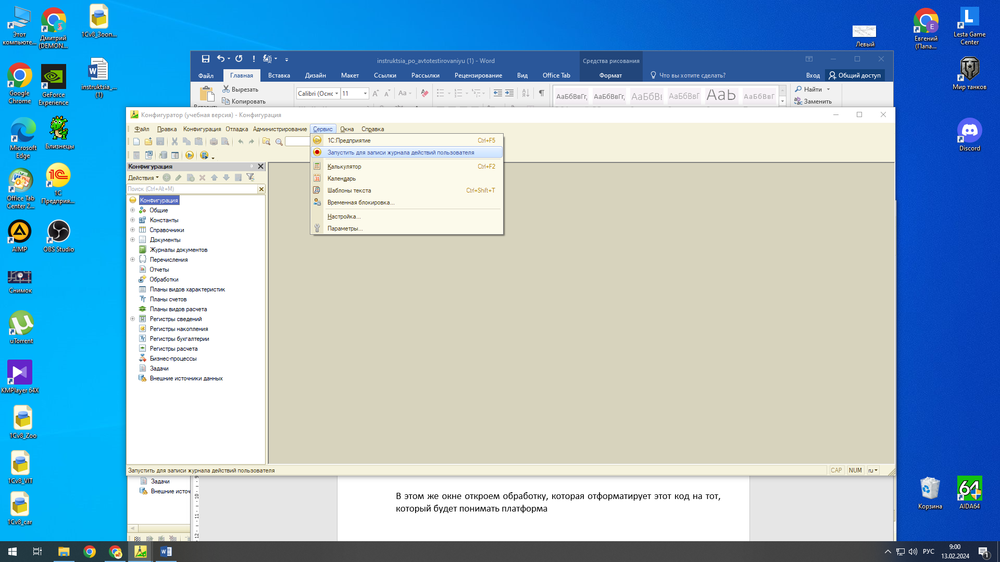 Этот
компьюте...
Дмитрий
(DEMON...
1Cv8_Зооп...
Google
Chrome
GeForce
Experience
instruktsia_...
(1)
Microsoft
Edge
Близнецы
Office Tab
Center 2...
1С
Предприя...
AIMP
OBS Studio
Снимок
uTorrent
KMPlayer 64X
1Cv8_Zoo
1Cv8_VIT
1Cv8_car
Левый
Евгений
(Папа...
Lesta Game
Center
Мир танков
Discord
Корзина
AIDA64
instruktsia_po_avtotestirovaniyu (1) - Word
Средства рисования
Файл Главная Вставка Дизайн Макет Ссылки Рассылки Рецензирование Вид Office Tab Формат Что вы хотите сделать? Вход Общий доступ
Вырезать
Копировать
Calibri (Оснс 11
АаБбВвГг, АаБбВвГг, АаБбВ АаБбВвГ АаБбВвГ
Найти
Заменить
Конфигуратор (учебная версия) - Конфигурация
Файл Правка Конфигурация Отладка Администрирование Сервис Окна Справка
1С:Предприятие Ctrl+F5
Запустить для записи журнала действий пользователя
Калькулятор Ctrl+F2
Календарь
Шаблоны текста Ctrl+Shift+T
Временная блокировка...
Настройка...
Параметры...
Конфигурация
Действия
Поиск (Ctrl+Alt+M)
Конфигурация
Общие
Константы
Справочники
Документы
Журналы документов
Перечисления
Отчеты
Обработки
Планы видов характеристик
Планы счетов
Планы видов расчета
Регистры сведений
Регистры накопления
Регистры бухгалтерии
Регистры расчета
Бизнес-процессы
Задачи
Внешние источники данных
Запустить для записи журнала действий пользователя
CAP NUM ru
Задачи
Внешние источ
В этом же окне откроем обработку, которая отформатирует этот код на тот,
который будет понимать платформа
РУС
9:00
13.02.2024
1